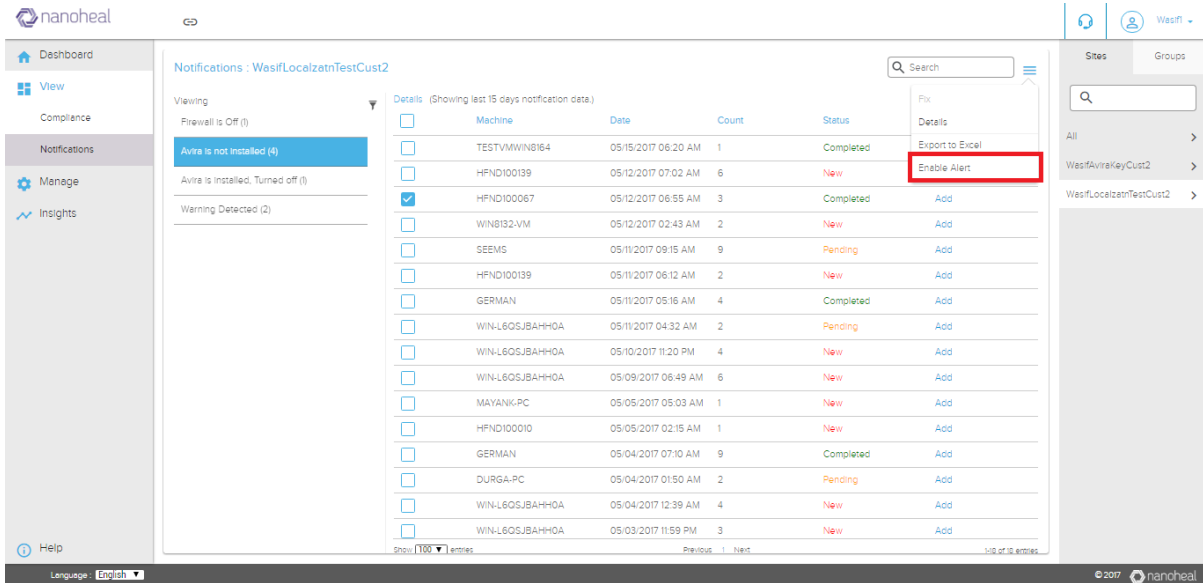 nanoheal
Wasifl
Dashboard
View
Compliance
Notifications
Manage
Insights
Help
Notifications : WasifLocalzatnTestCust2
Search
Viewing
Firewall is Off (1)
Avira is not Installed (4)
Avira is Installed, Turned off (1)
Warning Detected (2)
Details (Showing last 15 days notification data.)
Machine Date Count Status
TESTVMWIN8164 05/15/2017 06:20 AM 1 Completed
HFND100139 05/12/2017 07:02 AM 6 New
HFND100067 05/12/2017 06:55 AM 3 Completed Add
WIN8132-VM 05/12/2017 02:43 AM 2 New Add
SEEMS 05/11/2017 09:15 AM 9 Pending Add
HFND100139 05/11/2017 06:12 AM 2 New Add
GERMAN 05/11/2017 05:16 AM 4 Completed Add
WIN-L6QSJBAHH0A 05/11/2017 04:32 AM 2 Pending Add
WIN-L6QSJBAHH0A 05/10/2017 11:20 PM 4 New Add
WIN-L6QSJBAHH0A 05/09/2017 06:49 AM 6 New Add
MAYANK-PC 05/05/2017 05:03 AM 1 New Add
HFND100010 05/05/2017 02:15 AM 1 New Add
GERMAN 05/04/2017 07:10 AM 9 Completed Add
DURGA-PC 05/04/2017 01:50 AM 2 Pending Add
WIN-L6QSJBAHH0A 05/04/2017 12:39 AM 4 New Add
WIN-L6QSJBAHH0A 05/03/2017 11:59 PM 3 New Add
Show 100 entries Previous 1 Next 1-18 of 18 entries
Fix
Details
Export to Excel
Enable Alert
Sites Groups
All
WasifAviraKeyCust2
WasifLocalzatnTestCust2
Language : English
© 2017 nanoheal